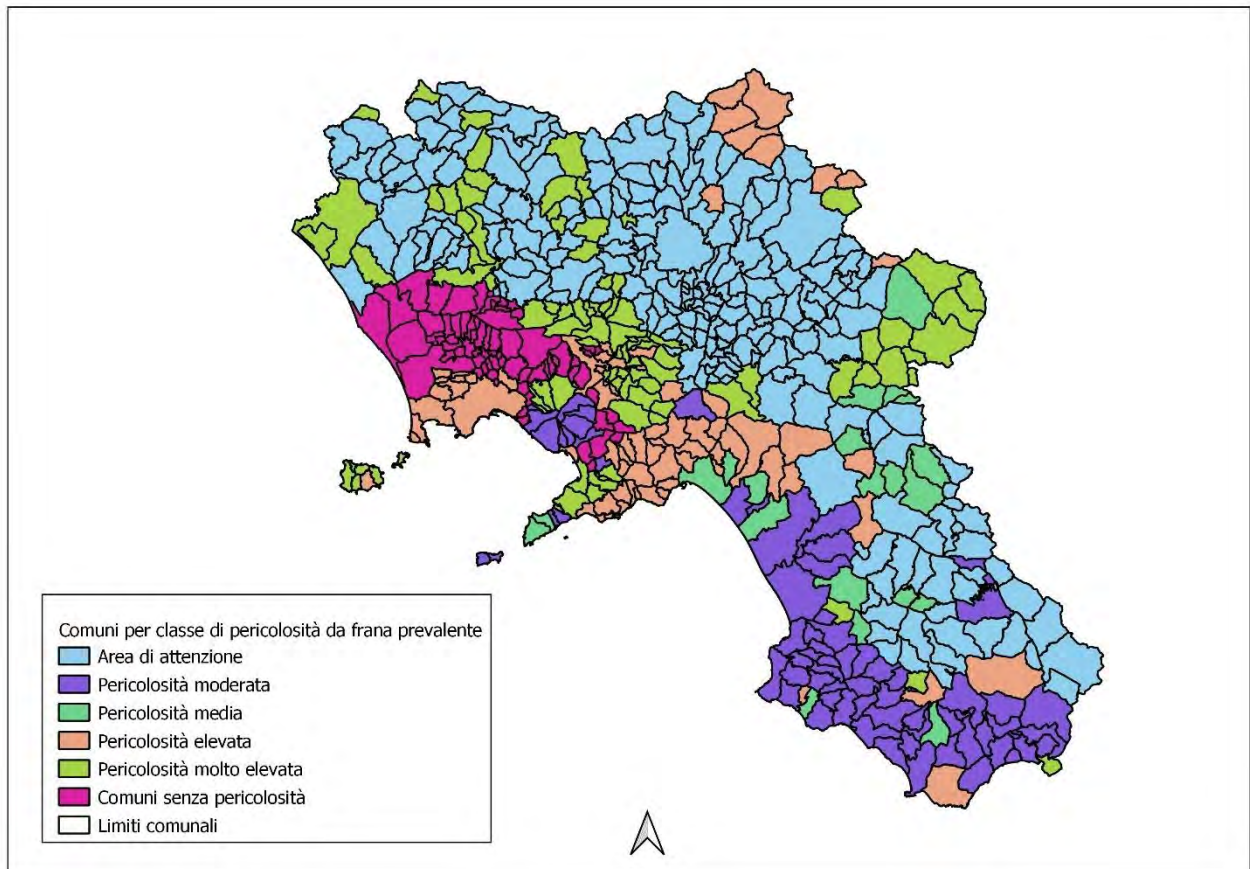 Comuni per classe di pericolosità da frana prevalente
Area di attenzione
Pericolosità moderata
Pericolosità media
Pericolosità elevata
Pericolosità molto elevata
Comuni senza pericolosità
Limiti comunali